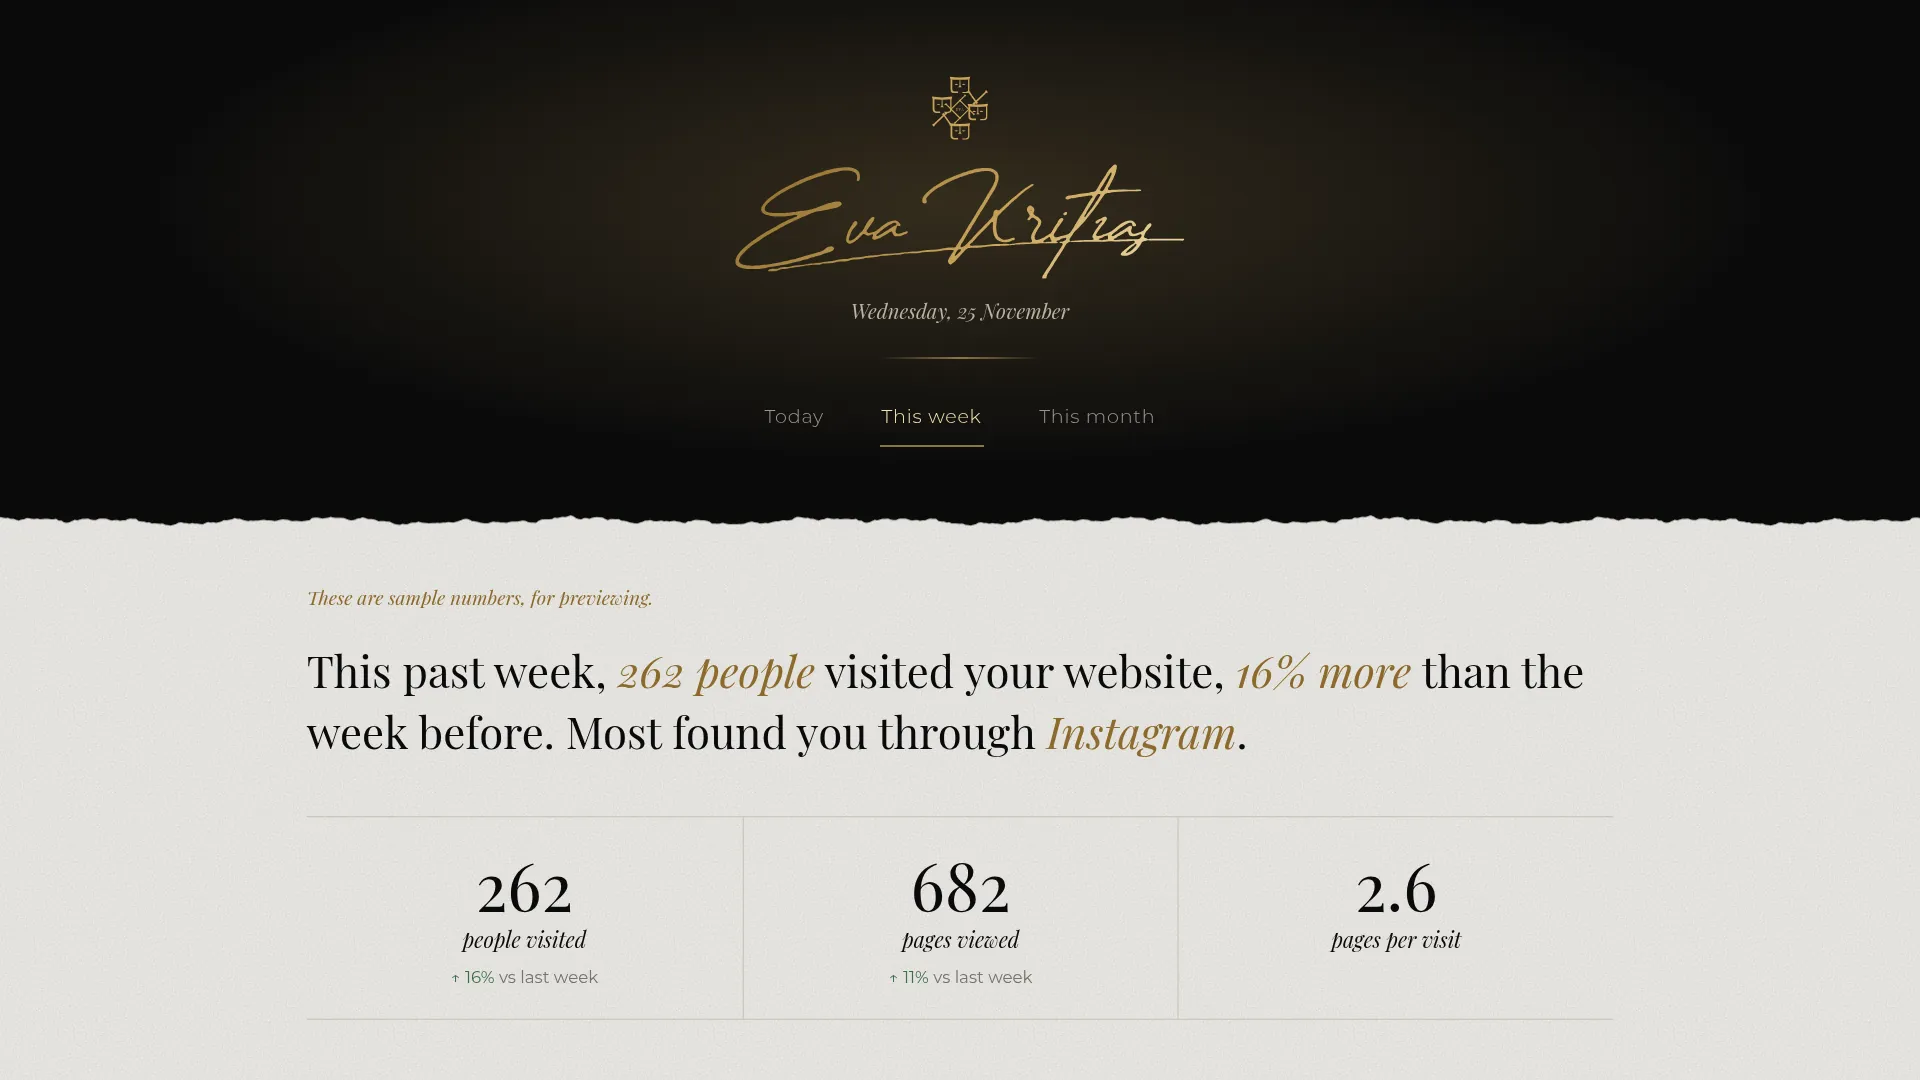 Eva Kritras
Wednesday, 25 November
Today
This week
This month
These are sample numbers, for previewing.
This past week, 262 people visited your website, 16% more than the
week before. Most found you through Instagram.
262
people visited
↑ 16% vs last week
682
pages viewed
↑ 11% vs last week
2.6
pages per visit